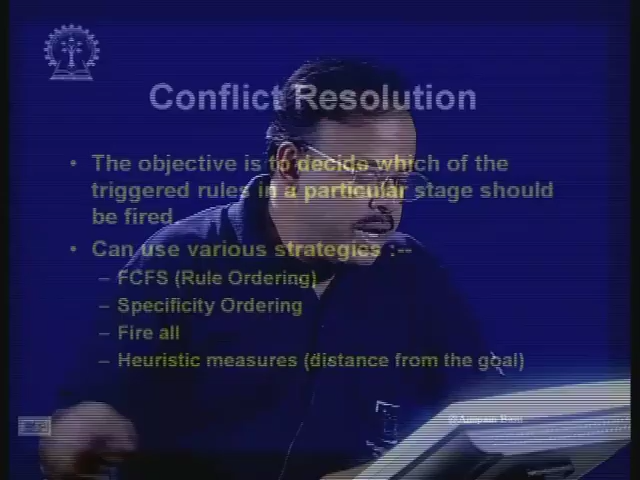 Conflict Resolution
• The objective is to decide which of the
triggered rules in a particular stage should
be fired.
• Can use various strategies :--
– FCFS (Rule Ordering)
– Specificity Ordering
– Fire all
– Heuristic measures (distance from the goal)